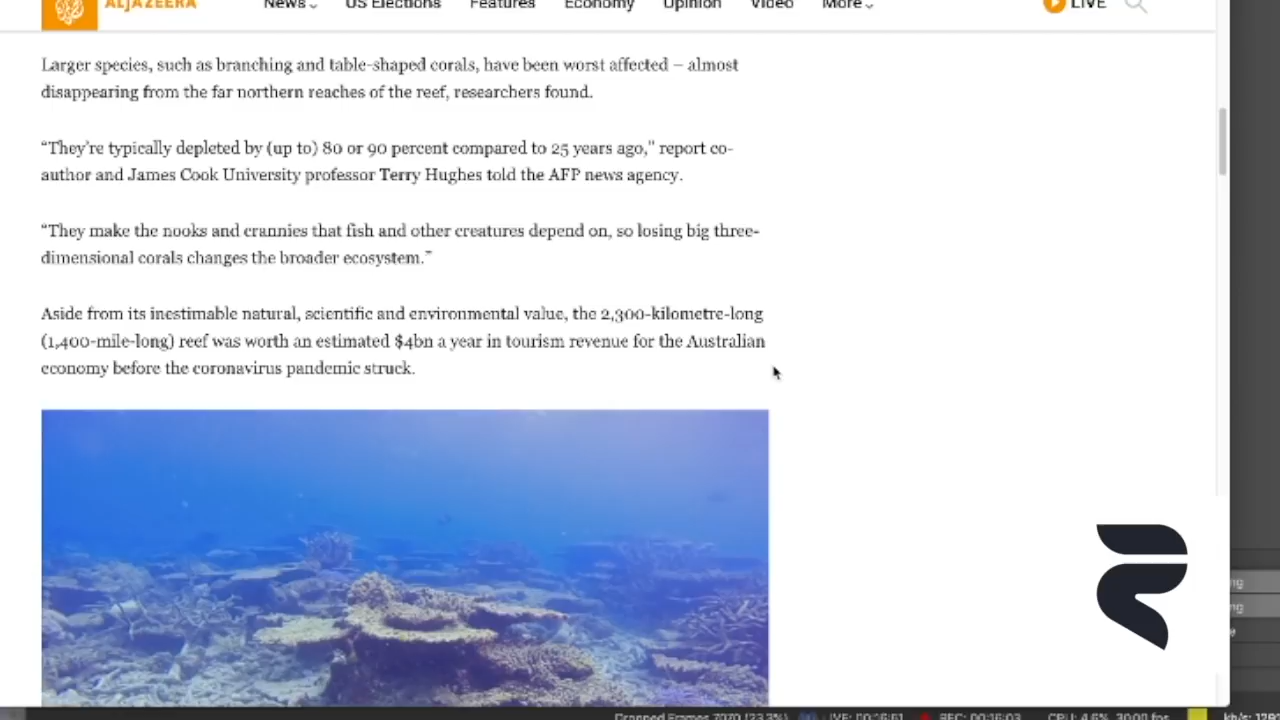 ALJAZEERA
News US Elections Features Economy Opinion Video More LIVE
Larger species, such as branching and table-shaped corals, have been worst affected – almost
disappearing from the far northern reaches of the reef, researchers found.
“They’re typically depleted by (up to) 80 or 90 percent compared to 25 years ago,” report co-
author and James Cook University professor Terry Hughes told the AFP news agency.
“They make the nooks and crannies that fish and other creatures depend on, so losing big three-
dimensional corals changes the broader ecosystem.”
Aside from its inestimable natural, scientific and environmental value, the 2,300-kilometre-long
(1,400-mile-long) reef was worth an estimated $4bn a year in tourism revenue for the Australian
economy before the coronavirus pandemic struck.
ng
ng
e